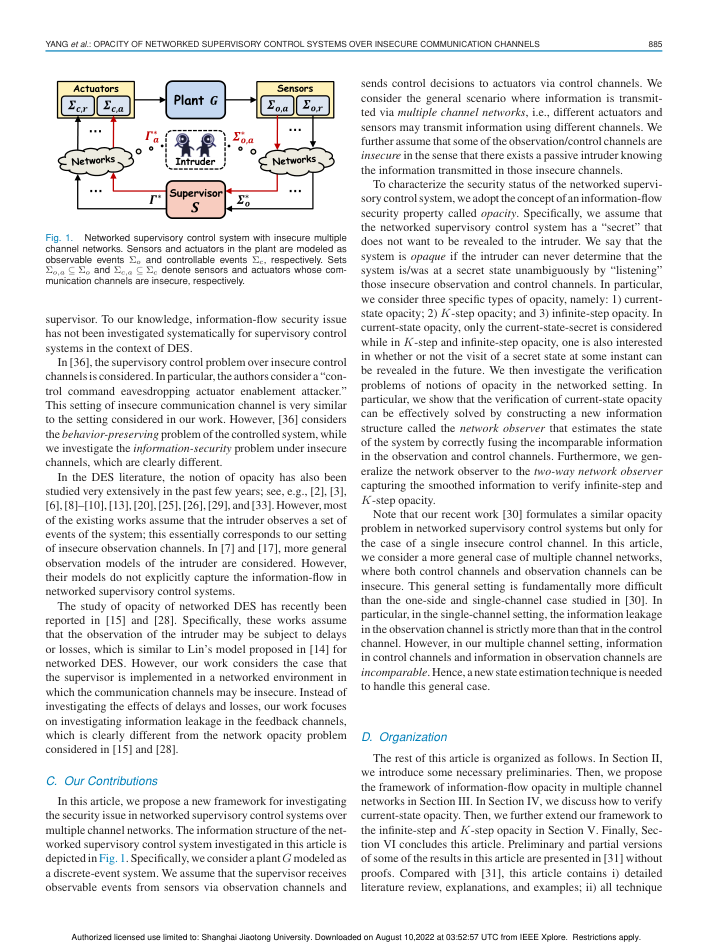 YANG et al.: OPACITY OF NETWORKED SUPERVISORY CONTROL SYSTEMS OVER INSECURE COMMUNICATION CHANNELS 885
Actuators
Σc,r Σc,a
Plant G
Sensors
Σo,a Σo,r
...
Γ*a
Σ*o,a
...
Networks
Intruder
Networks
...
Γ*
Supervisor
S
Σ*o
...
Fig. 1. Networked supervisory control system with insecure multiple
channel networks. Sensors and actuators in the plant are modeled as
observable events Σo and controllable events Σc, respectively. Sets
Σo,a ⊆ Σo and Σc,a ⊆ Σc denote sensors and actuators whose com-
munication channels are insecure, respectively.
supervisor. To our knowledge, information-flow security issue
has not been investigated systematically for supervisory control
systems in the context of DES.
In [36], the supervisory control problem over insecure control
channels is considered. In particular, the authors consider a “con-
trol command eavesdropping actuator enablement attacker.”
This setting of insecure communication channel is very similar
to the setting considered in our work. However, [36] considers
the behavior-preserving problem of the controlled system, while
we investigate the information-security problem under insecure
channels, which are clearly different.
In the DES literature, the notion of opacity has also been
studied very extensively in the past few years; see, e.g., [2], [3],
[6], [8]–[10], [13], [20], [25], [26], [29], and [33]. However, most
of the existing works assume that the intruder observes a set of
events of the system; this essentially corresponds to our setting
of insecure observation channels. In [7] and [17], more general
observation models of the intruder are considered. However,
their models do not explicitly capture the information-flow in
networked supervisory control systems.
The study of opacity of networked DES has recently been
reported in [15] and [28]. Specifically, these works assume
that the observation of the intruder may be subject to delays
or losses, which is similar to Lin’s model proposed in [14] for
networked DES. However, our work considers the case that
the supervisor is implemented in a networked environment in
which the communication channels may be insecure. Instead of
investigating the effects of delays and losses, our work focuses
on investigating information leakage in the feedback channels,
which is clearly different from the network opacity problem
considered in [15] and [28].
C. Our Contributions
In this article, we propose a new framework for investigating
the security issue in networked supervisory control systems over
multiple channel networks. The information structure of the net-
worked supervisory control system investigated in this article is
depicted in Fig. 1. Specifically, we consider a plant G modeled as
a discrete-event system. We assume that the supervisor receives
observable events from sensors via observation channels and
sends control decisions to actuators via control channels. We
consider the general scenario where information is transmit-
ted via multiple channel networks, i.e., different actuators and
sensors may transmit information using different channels. We
further assume that some of the observation/control channels are
insecure in the sense that there exists a passive intruder knowing
the information transmitted in those insecure channels.
To characterize the security status of the networked supervi-
sory control system, we adopt the concept of an information-flow
security property called opacity. Specifically, we assume that
the networked supervisory control system has a “secret” that
does not want to be revealed to the intruder. We say that the
system is opaque if the intruder can never determine that the
system is/was at a secret state unambiguously by “listening”
those insecure observation and control channels. In particular,
we consider three specific types of opacity, namely: 1) current-
state opacity; 2) K-step opacity; and 3) infinite-step opacity. In
current-state opacity, only the current-state-secret is considered
while in K-step and infinite-step opacity, one is also interested
in whether or not the visit of a secret state at some instant can
be revealed in the future. We then investigate the verification
problems of notions of opacity in the networked setting. In
particular, we show that the verification of current-state opacity
can be effectively solved by constructing a new information
structure called the network observer that estimates the state
of the system by correctly fusing the incomparable information
in the observation and control channels. Furthermore, we gen-
eralize the network observer to the two-way network observer
capturing the smoothed information to verify infinite-step and
K-step opacity.
Note that our recent work [30] formulates a similar opacity
problem in networked supervisory control systems but only for
the case of a single insecure control channel. In this article,
we consider a more general case of multiple channel networks,
where both control channels and observation channels can be
insecure. This general setting is fundamentally more difficult
than the one-side and single-channel case studied in [30]. In
particular, in the single-channel setting, the information leakage
in the observation channel is strictly more than that in the control
channel. However, in our multiple channel setting, information
in control channels and information in observation channels are
incomparable. Hence, a new state estimation technique is needed
to handle this general case.
D. Organization
The rest of this article is organized as follows. In Section II,
we introduce some necessary preliminaries. Then, we propose
the framework of information-flow opacity in multiple channel
networks in Section III. In Section IV, we discuss how to verify
current-state opacity. Then, we further extend our framework to
the infinite-step and K-step opacity in Section V. Finally, Sec-
tion VI concludes this article. Preliminary and partial versions
of some of the results in this article are presented in [31] without
proofs. Compared with [31], this article contains i) detailed
literature review, explanations, and examples; ii) all technique
Authorized licensed use limited to: Shanghai Jiaotong University. Downloaded on August 10,2022 at 03:52:57 UTC from IEEE Xplore. Restrictions apply.